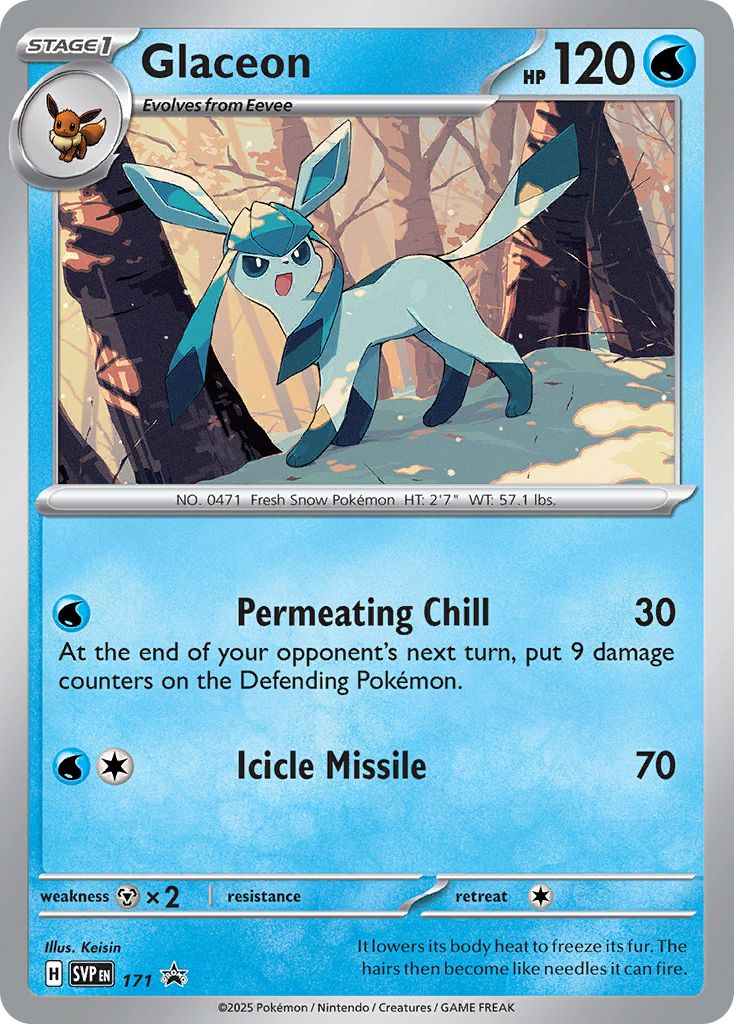 STAGE1
Glaceon
HP 120
Evolves from Eevee
NO. 0471 Fresh Snow Pokémon HT: 2'7" WT: 57.1 lbs.
Permeating Chill 30
At the end of your opponent's next turn, put 9 damage
counters on the Defending Pokémon.
Icicle Missile 70
weakness ×2 resistance retreat
Illus. Keisin
H SVP EN 171 PROMO
It lowers its body heat to freeze its fur. The
hairs then become like needles it can fire.
©2025 Pokémon / Nintendo / Creatures / GAME FREAK